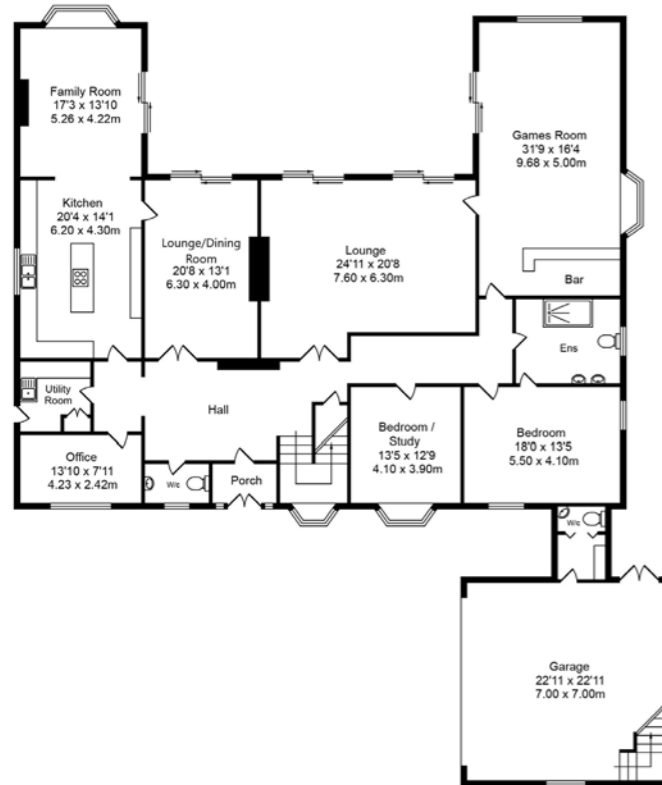 Family Room
17'3 x 13'10
5.26 x 4.22m
Games Room
31'9 x 16'4
9.68 x 5.00m
Kitchen
20'4 x 14'1
6.20 x 4.30m
Lounge/Dining
Room
20'8 x 13'1
6.30 x 4.00m
Lounge
24'11 x 20'8
7.60 x 6.30m
Bar
Ens
Utility
Room
Hall
Bedroom /
Study
13'5 x 12'9
4.10 x 3.90m
Bedroom
18'0 x 13'5
5.50 x 4.10m
Office
13'10 x 7'11
4.23 x 2.42m
W/c
Porch
W/c
Garage
22'11 x 22'11
7.00 x 7.00m